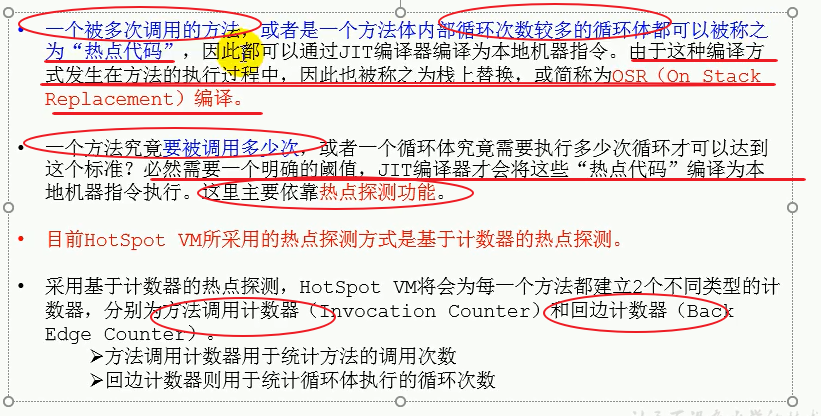 • 一个被多次调用的方法，或者是一个方法体内部循环次数较多的循环体都可以被称之
为“热点代码”，因此都可以通过JIT编译器编译为本地机器指令。由于这种编译方
式发生在方法的执行过程中，因此也被称之为栈上替换，或简称为OSR（On Stack
Replacement）编译。
• 一个方法究竟要被调用多少次，或者一个循环体究竟需要执行多少次循环才可以达到
这个标准？必然需要一个明确的阈值，JIT编译器才会将这些“热点代码”编译为本
地机器指令执行。这里主要依靠热点探测功能。
• 目前HotSpot VM所采用的热点探测方式是基于计数器的热点探测。
• 采用基于计数器的热点探测，HotSpot VM将会为每一个方法都建立2个不同类型的计
数器，分别为方法调用计数器（Invocation Counter）和回边计数器（Back
Edge Counter）。
➢方法调用计数器用于统计方法的调用次数
➢回边计数器则用于统计循环体执行的循环次数